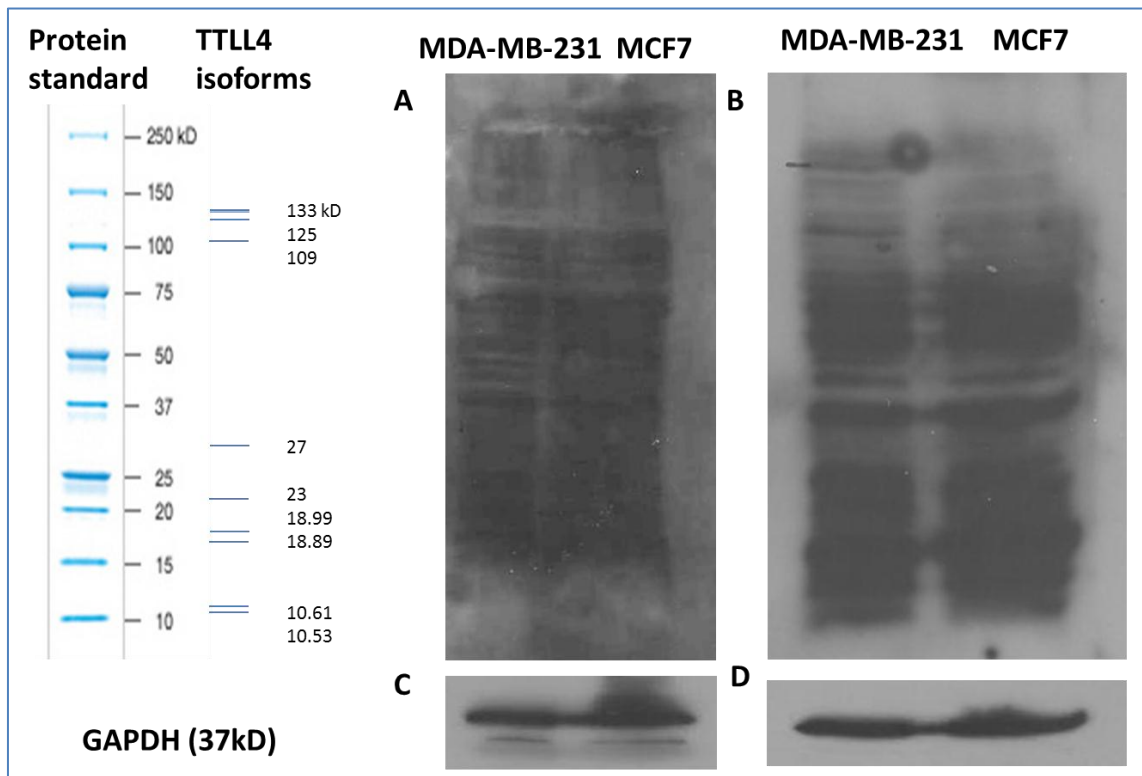 Protein
standard
TTLL4
isoforms
250 kD
150
100
75
50
37
25
20
15
10
133 kD
125
109
27
23
18.99
18.89
10.61
10.53
GAPDH (37kD)
MDA-MB-231 MCF7
A
C
MDA-MB-231 MCF7
B
D